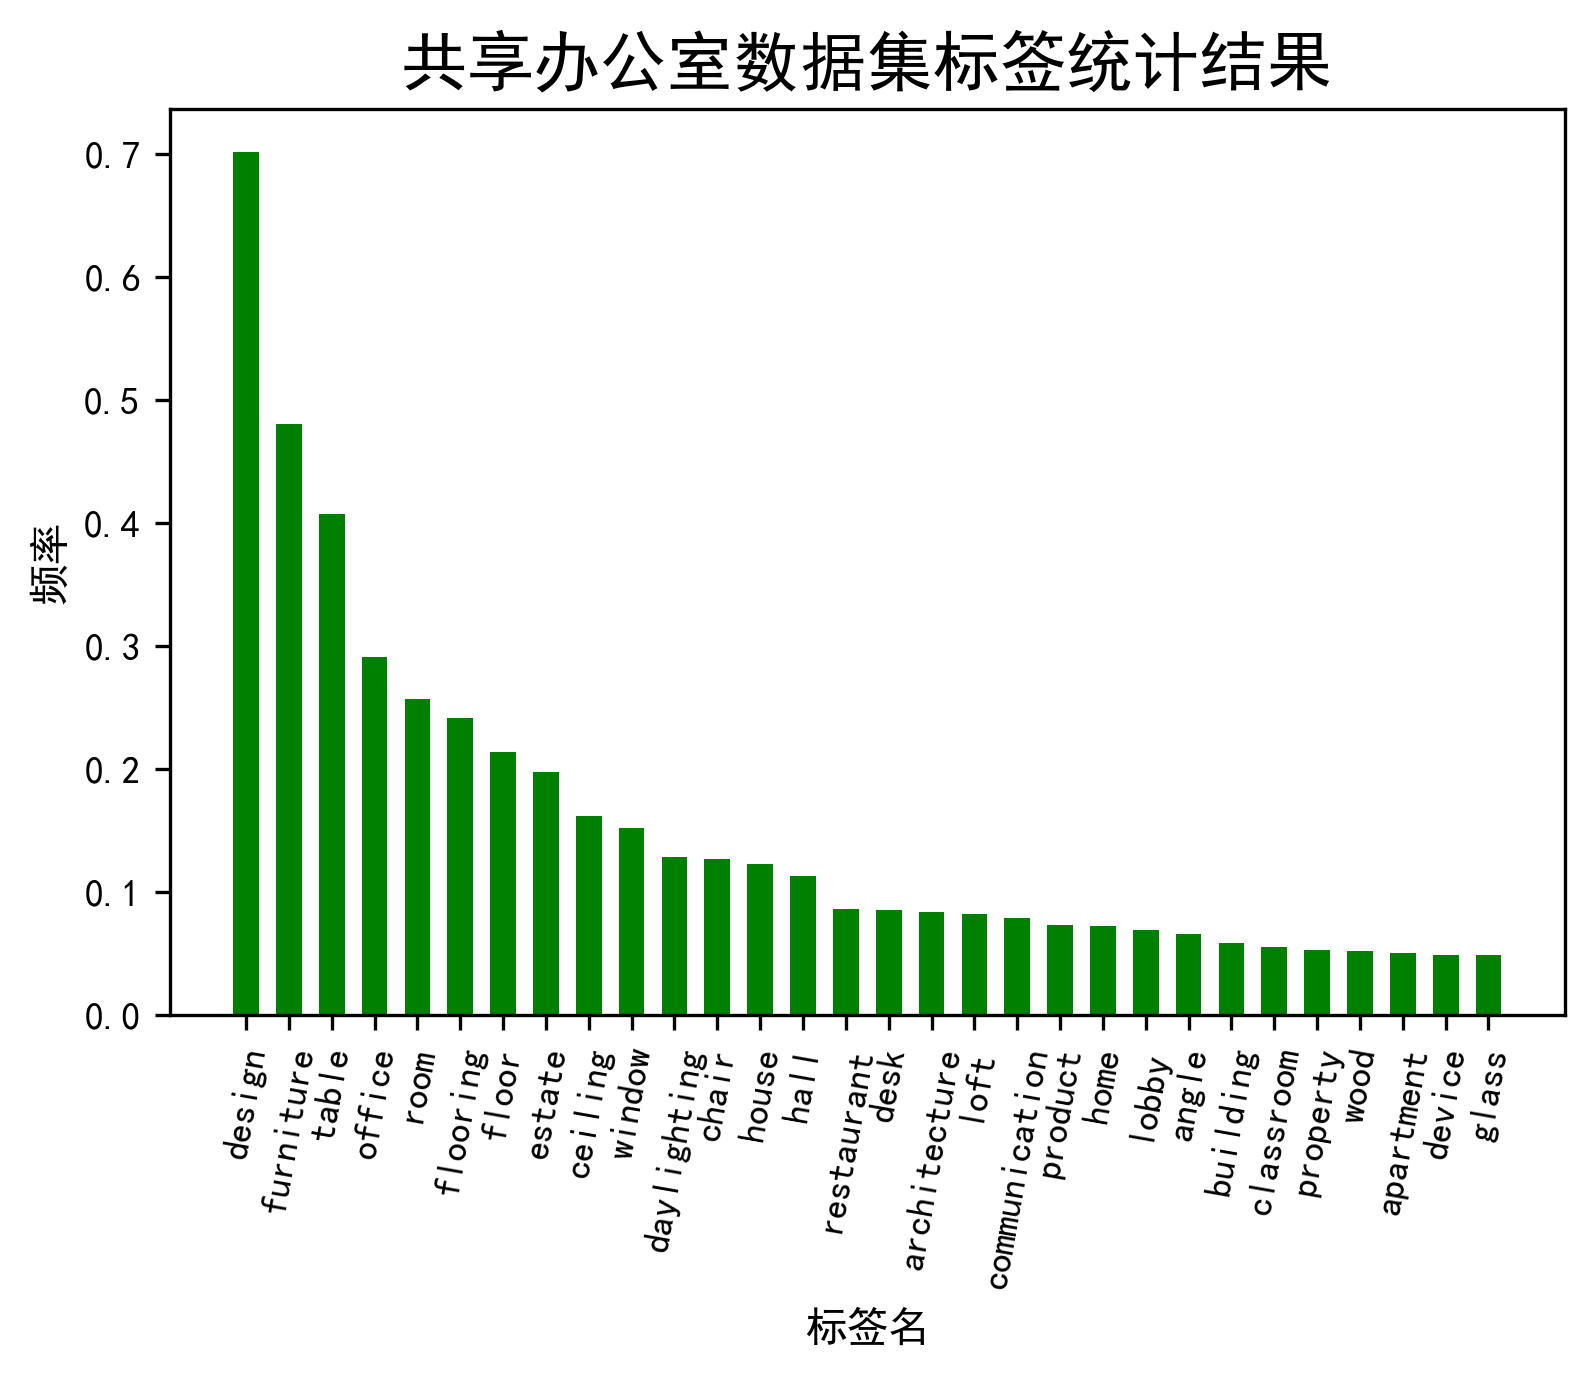 共享办公室数据集标签统计结果
0.7
0.6
0.5
0.4
0.3
0.2
0.1
0.0
频率
design
furniture
table
office
room
flooring
floor
estate
ceiling
window
daylighting
chair
house
hall
restaurant
desk
architecture
loft
communication
product
home
lobby
angle
building
classroom
property
wood
apartment
device
glass
标签名